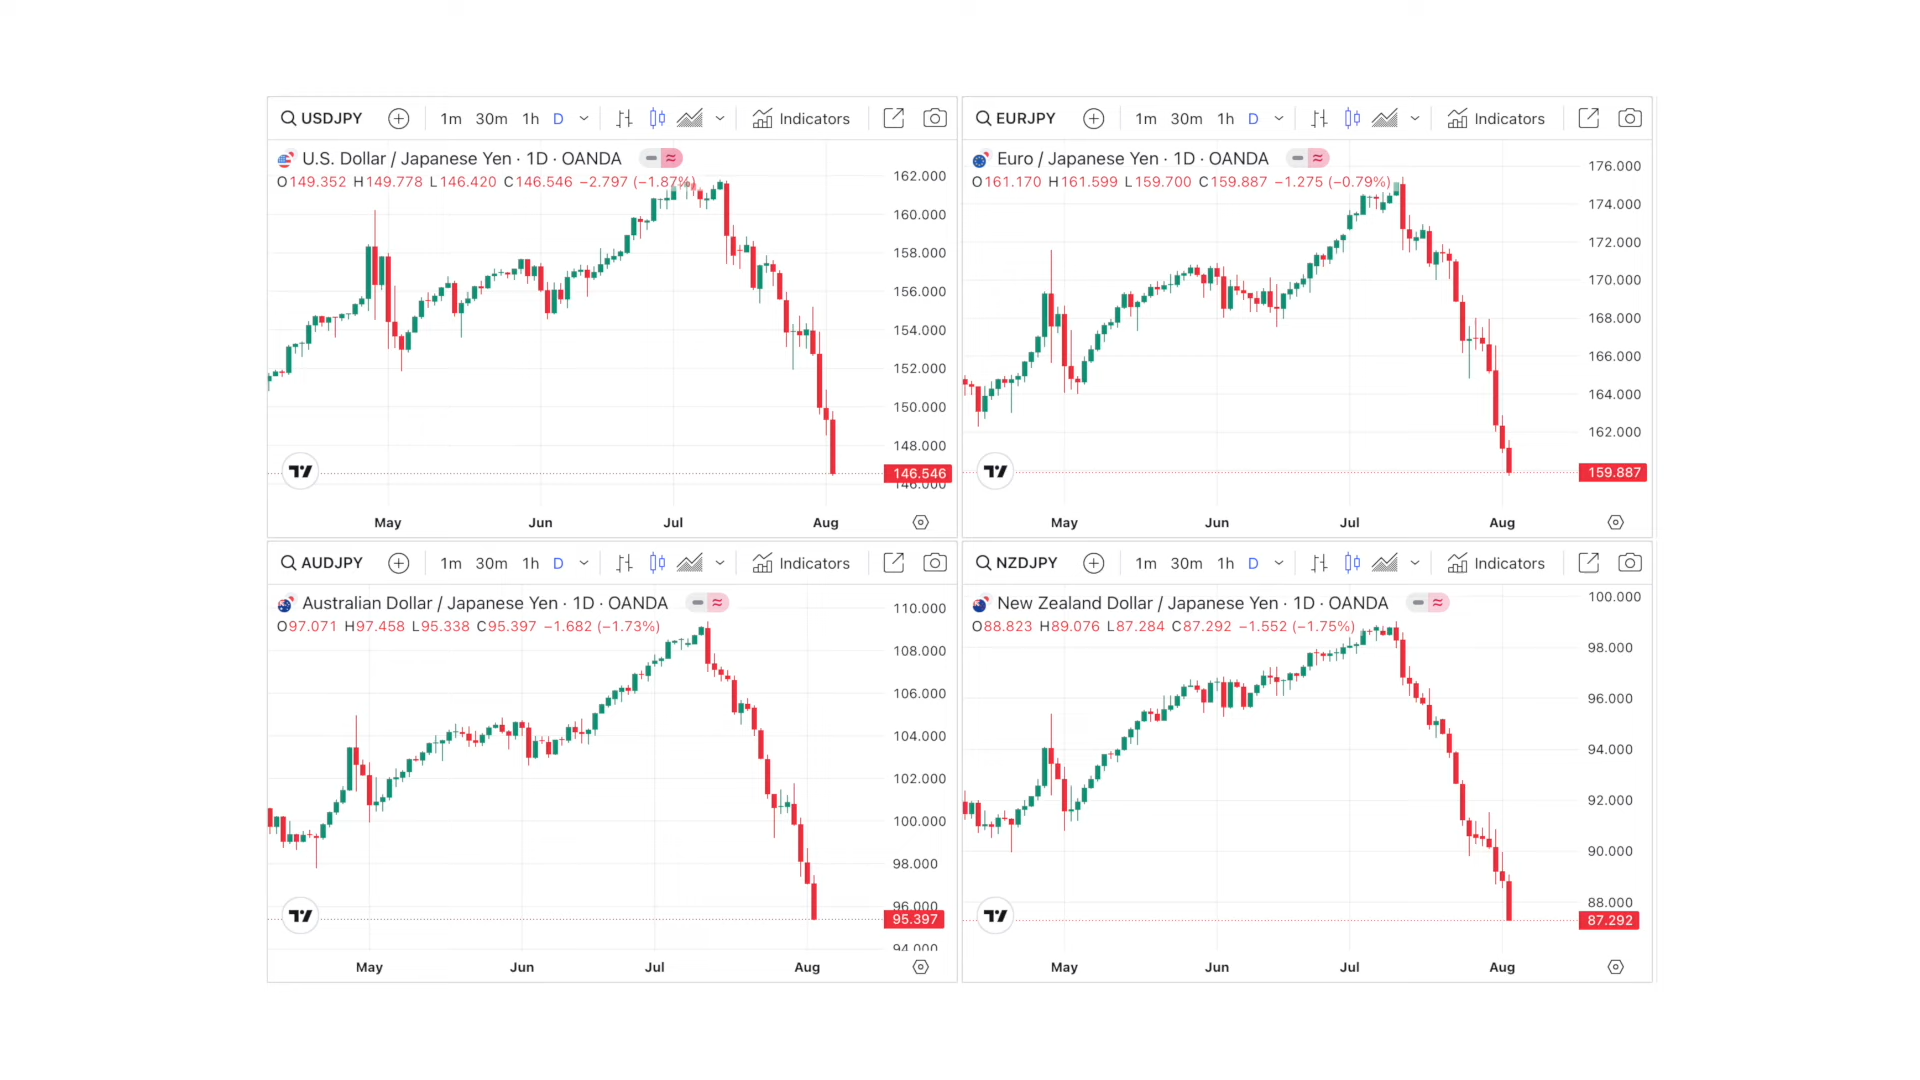 USDJPY 1m 30m 1h D Indicators
U.S. Dollar / Japanese Yen · 1D · OANDA
O149.352 H149.778 L146.420 C146.546 −2.797 (−1.87%)
162.000
160.000
158.000
156.000
154.000
152.000
150.000
148.000
146.546
146.000
May Jun Jul Aug
EURJPY 1m 30m 1h D Indicators
Euro / Japanese Yen · 1D · OANDA
O161.170 H161.599 L159.700 C159.887 −1.275 (−0.79%)
176.000
174.000
172.000
170.000
168.000
166.000
164.000
162.000
159.887
May Jun Jul Aug
AUDJPY 1m 30m 1h D Indicators
Australian Dollar / Japanese Yen · 1D · OANDA
O97.071 H97.458 L95.338 C95.397 −1.682 (−1.73%)
110.000
108.000
106.000
104.000
102.000
100.000
98.000
96.000
95.397
94.000
May Jun Jul Aug
NZDJPY 1m 30m 1h D Indicators
New Zealand Dollar / Japanese Yen · 1D · OANDA
O88.823 H89.076 L87.284 C87.292 −1.552 (−1.75%)
100.000
98.000
96.000
94.000
92.000
90.000
88.000
87.292
May Jun Jul Aug